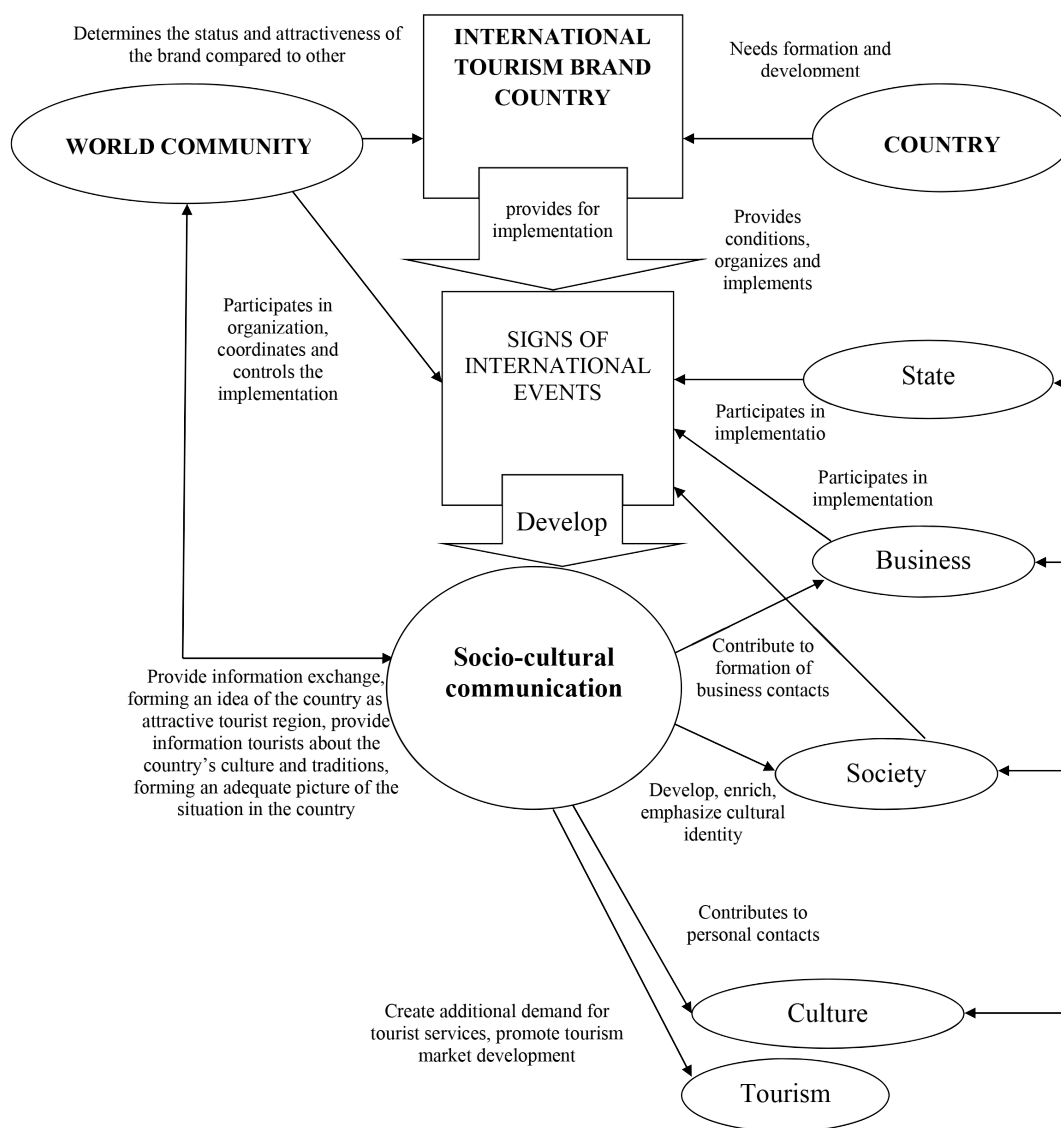 Determines the status and attractiveness of
the brand compared to other
INTERNATIONAL
TOURISM BRAND
COUNTRY
Needs formation and
development
WORLD COMMUNITY
COUNTRY
provides for
implementation
Provides
conditions,
organizes and
implements
Participates in
organization,
coordinates and
controls the
implementation
SIGNS OF
INTERNATIONAL
EVENTS
State
Participates in
implementatio
Participates in
implementation
Develop
Business
Socio-cultural
communication
Contribute to
formation of
business contacts
Provide information exchange,
forming an idea of the country as
attractive tourist region, provide
information tourists about the
country's culture and traditions,
forming an adequate picture of the
situation in the country
Society
Develop, enrich,
emphasize cultural
identity
Contributes to
personal contacts
Culture
Create additional demand for
tourist services, promote tourism
market development
Tourism